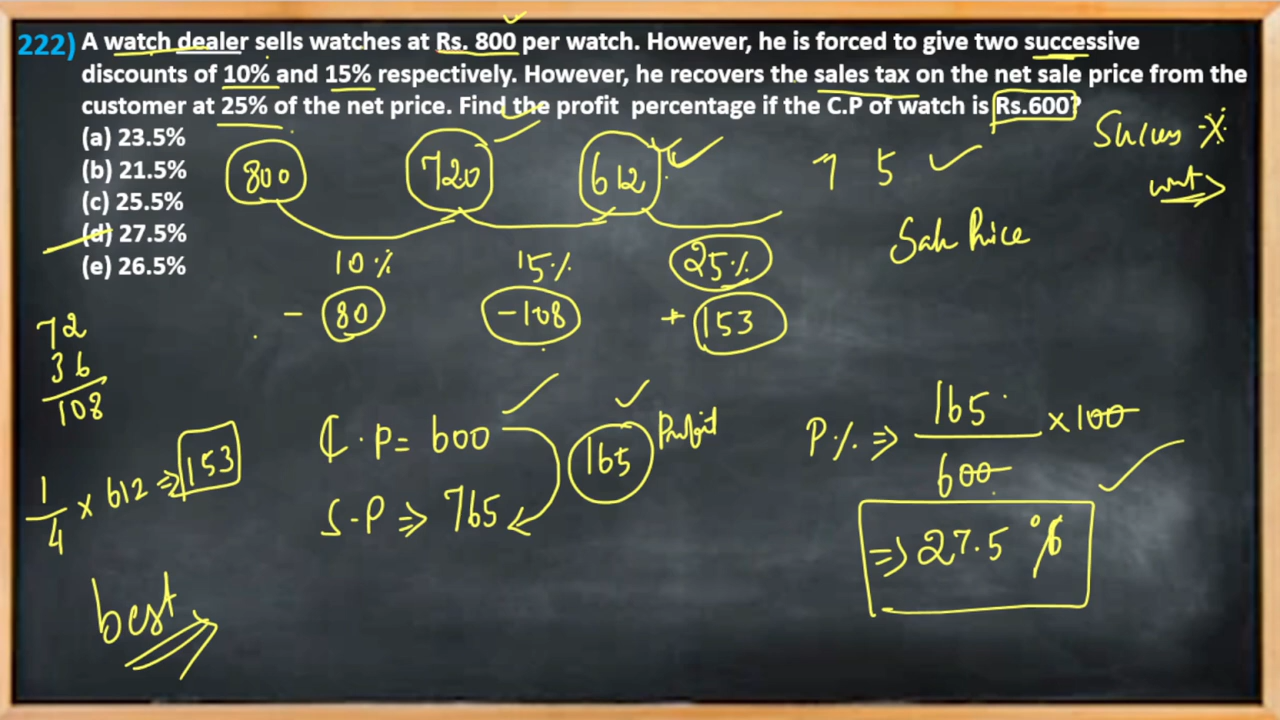 222) A watch dealer sells watches at Rs. 800 per watch. However, he is forced to give two successive
discounts of 10% and 15% respectively. However, he recovers the sales tax on the net sale price from the
customer at 25% of the net price. Find the profit percentage if the C.P of watch is Rs.600?
(a) 23.5%
(b) 21.5%
(c) 25.5%
(d) 27.5%
(e) 26.5%
800 720 612
10% 15% 25%
- 80 -108 + 153
5
Sale Price
72
36
108
1/4 × 612 ⇒ 153
C.P = 600
S.P ⇒ 765
165 Profit
P% ⇒ 165/600 × 100
⇒ 27.5 %
best